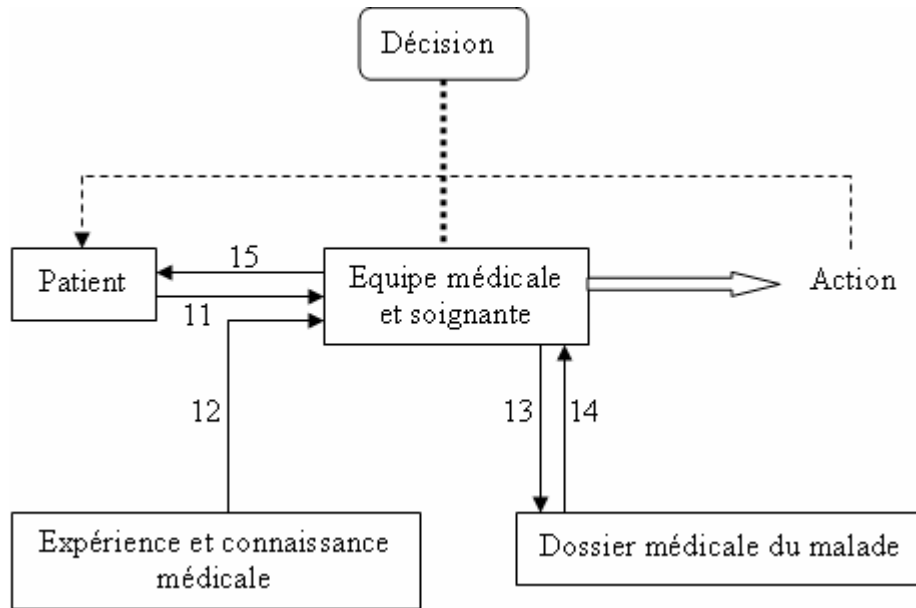 Décision
Patient
15
11
Equipe médicale
et soignante
Action
12
13
14
Expérience et connaissance
médicale
Dossier médicale du malade